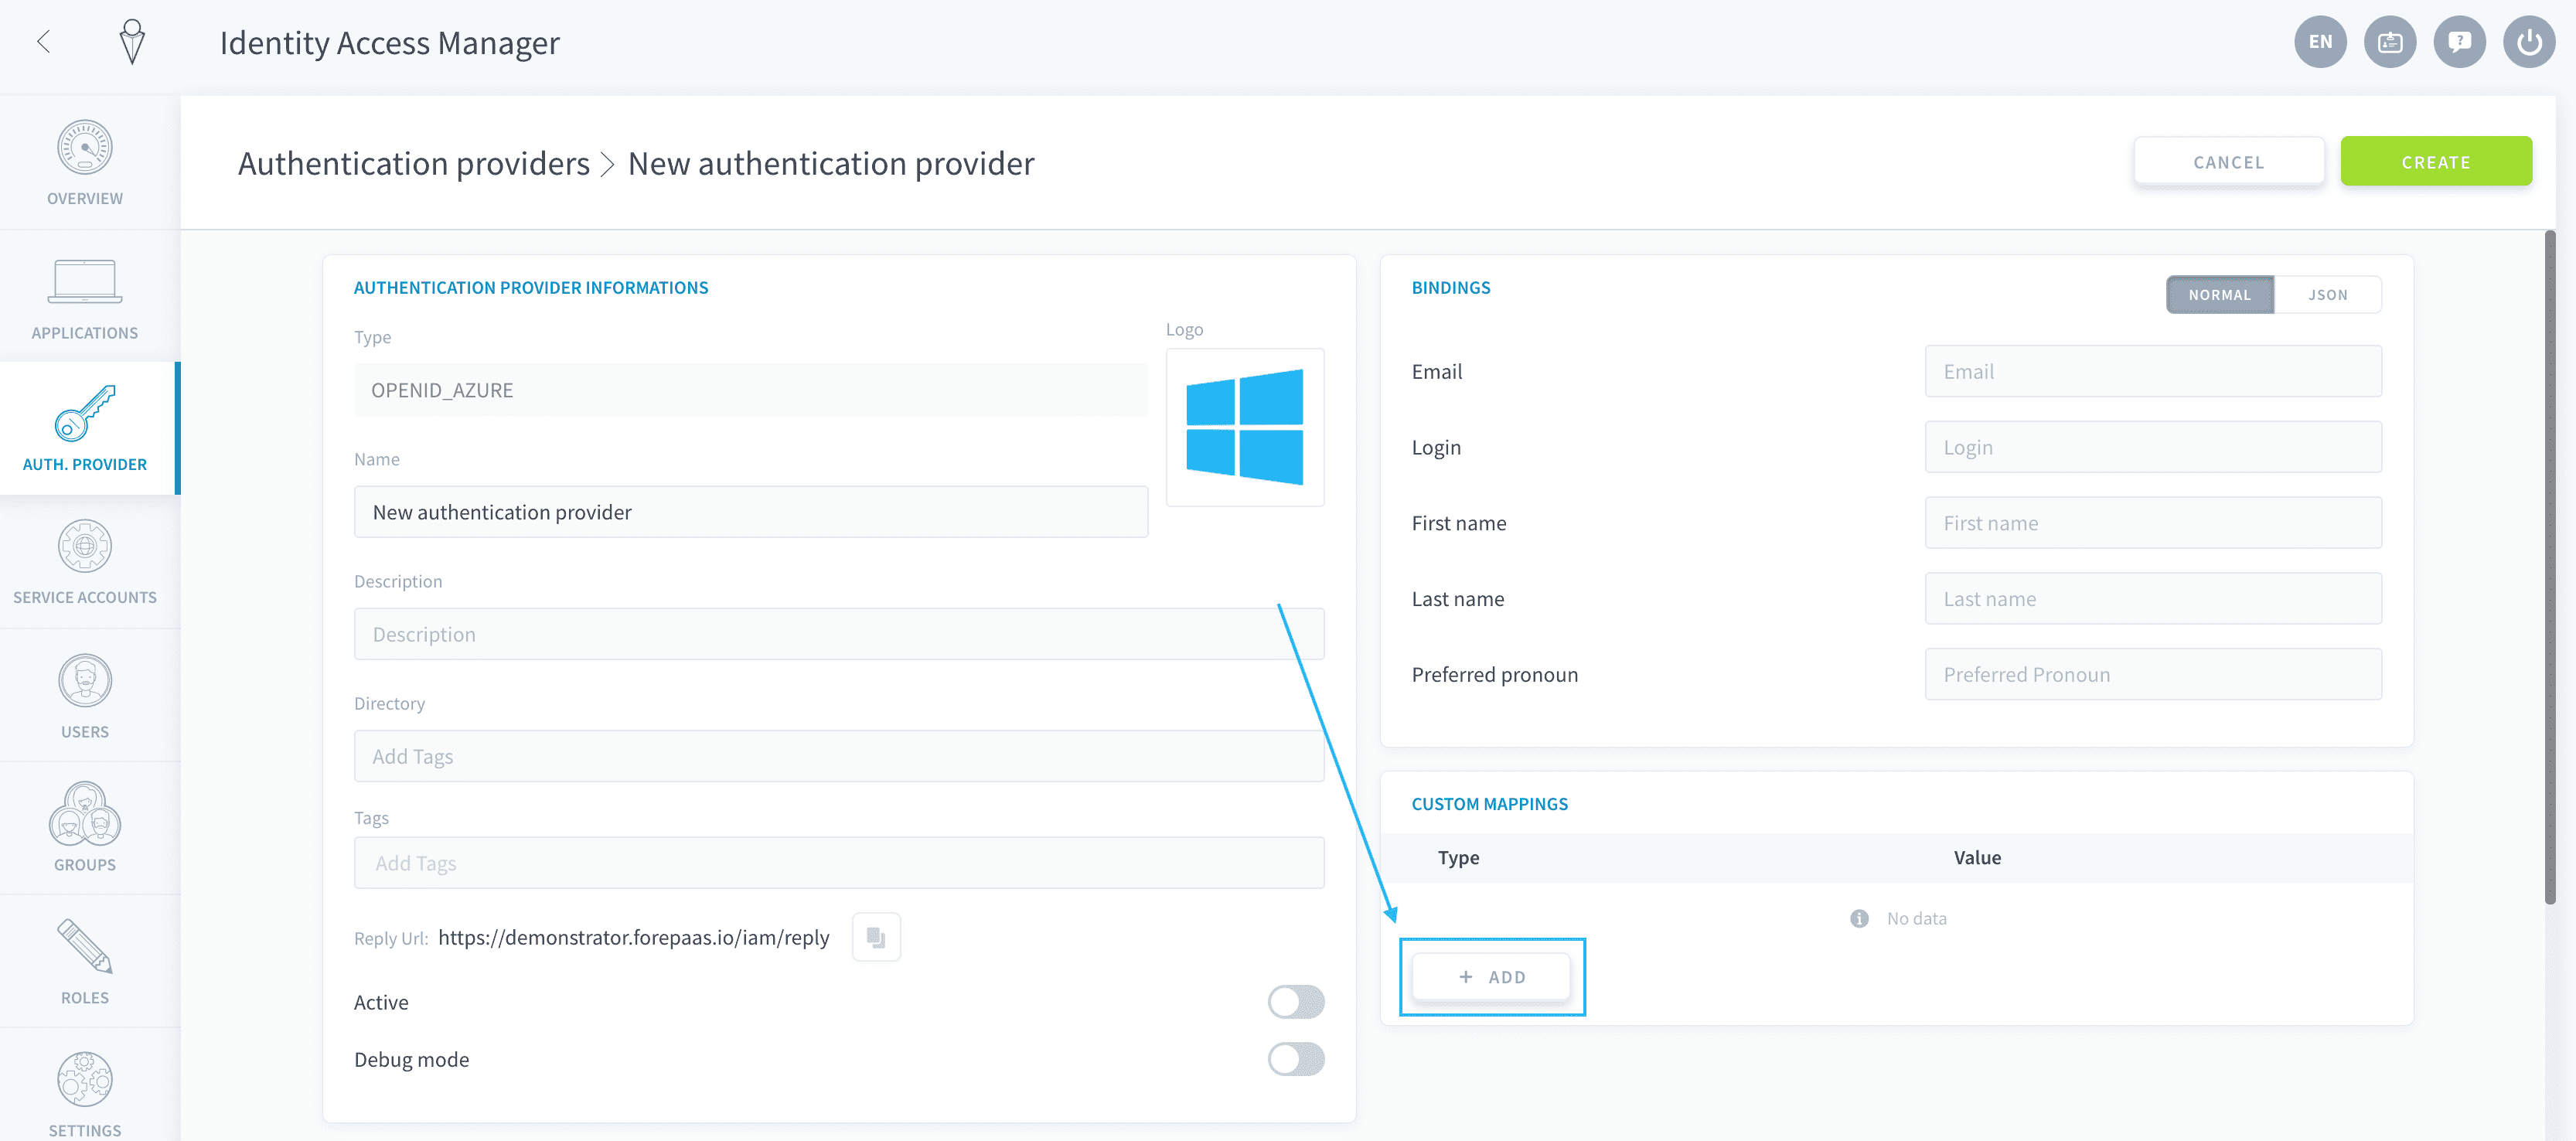 Identity Access Manager
EN
OVERVIEW
APPLICATIONS
AUTH. PROVIDER
SERVICE ACCOUNTS
USERS
GROUPS
ROLES
SETTINGS
Authentication providers > New authentication provider
CANCEL
CREATE
AUTHENTICATION PROVIDER INFORMATIONS
Type
OPENID_AZURE
Logo
Name
New authentication provider
Description
Description
Directory
Add Tags
Tags
Add Tags
Reply Url: https://demonstrator.forepaas.io/iam/reply
Active
Debug mode
BINDINGS
NORMAL JSON
Email Email
Login Login
First name First name
Last name Last name
Preferred pronoun Preferred Pronoun
CUSTOM MAPPINGS
Type Value
No data
+ ADD